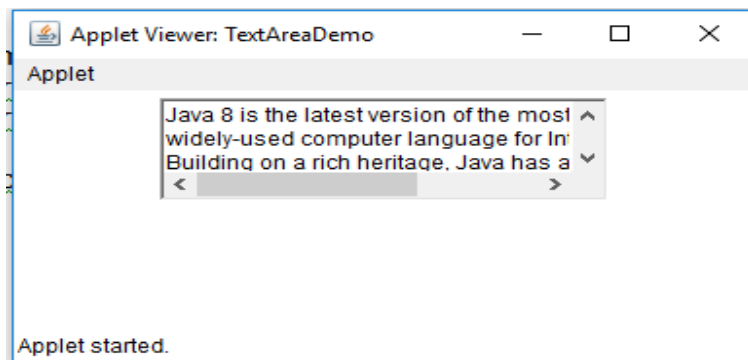 Applet Viewer: TextAreaDemo
Applet
Java 8 is the latest version of the most
widely-used computer language for
Building on a rich heritage, Java has a
Applet started.